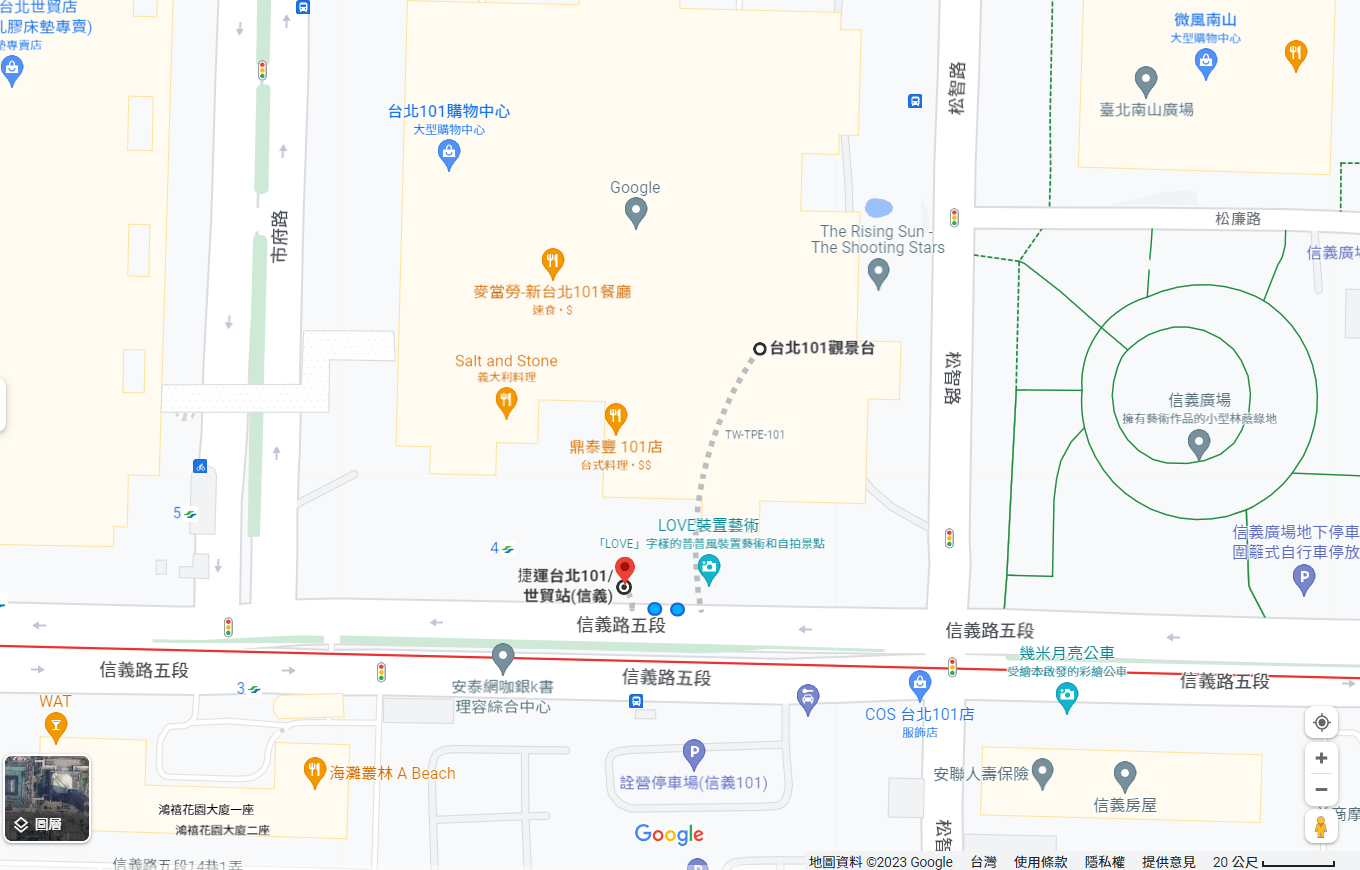 台北世貿店
乳膠床墊專賣)
墊專賣店
微風南山
大型購物中心
臺北南山廣場
松智路
台北101購物中心
大型購物中心
Google
市府路
松廉路
The Rising Sun -
The Shooting Stars
麥當勞-新台北101餐廳
速食・$
台北101觀景台
Salt and Stone
義大利料理
松智路
信義廣場
擁有藝術作品的小型林蔭綠地
TW-TPE-101
鼎泰豐 101店
台式料理・$$
5
4
LOVE裝置藝術
「LOVE」字樣的普普風裝置藝術和自拍景點
信義廣場地下停車
圍籬式自行車停放
捷運台北101/
世貿站(信義)
信義路五段
信義路五段
幾米月亮公車
受繪本啟發的彩繪公車
信義路五段
信義路五段
信義路五段
3
安泰網咖銀k書
理容綜合中心
WAT
COS 台北101店
服飾店
海灘叢林 A Beach
詮營停車場(信義101)
安聯人壽保險
信義房屋
鴻禧花園大廈一座
鴻禧花園大廈二座
圖層
Google
信義路五段14巷1弄
地圖資料 ©2023 Google 台灣 使用條款 隱私權 提供意見 20 公尺